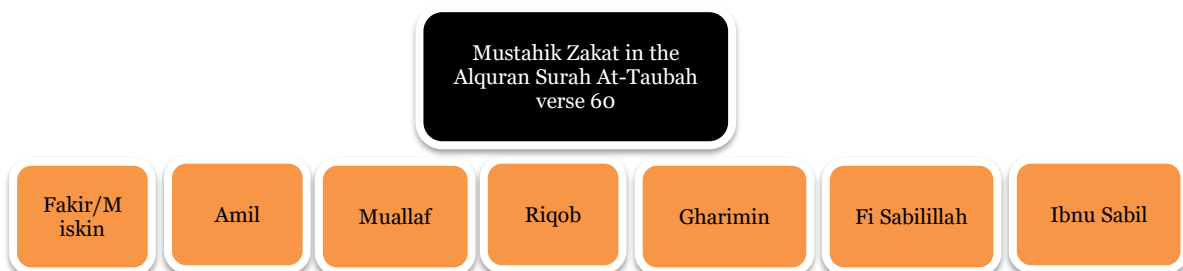 Mustahik Zakat in the
Alquran Surah At-Taubah
verse 60
Fakir/M
iskin
Amil
Muallaf
Riqob
Gharimin
Fi Sabilillah
Ibnu Sabil